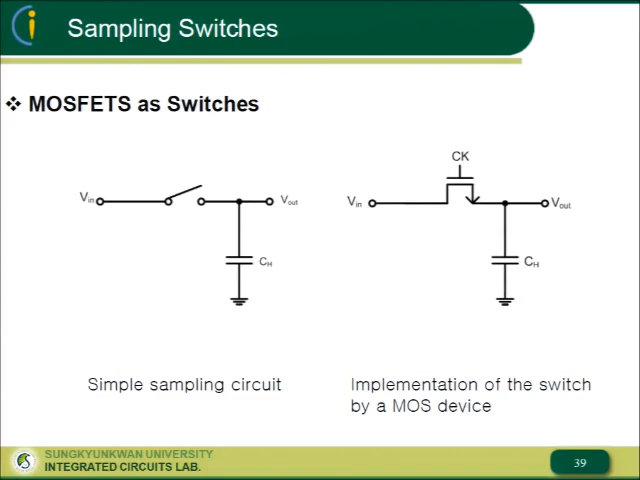 Sampling Switches
❖ MOSFETS as Switches
CK
Vin
Vout
Vin
Vout
CH
CH
Simple sampling circuit
Implementation of the switch
by a MOS device
SUNGKYUNKWAN UNIVERSITY
INTEGRATED CIRCUITS LAB.
39